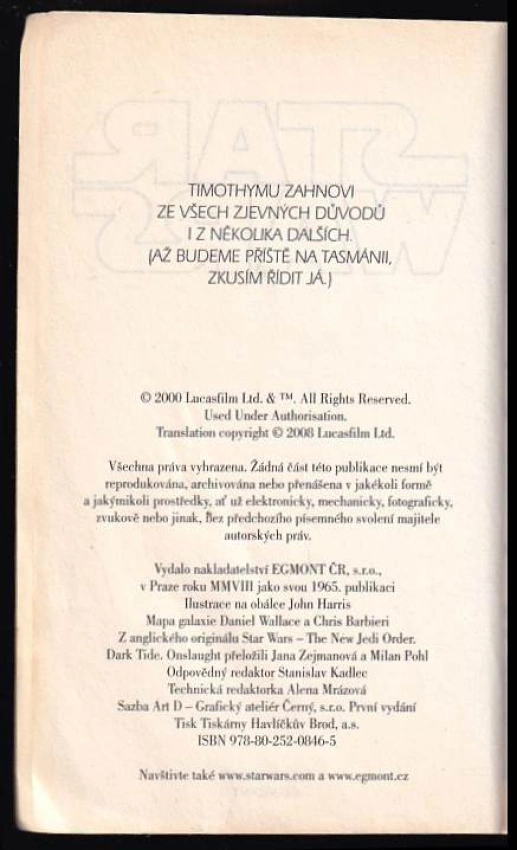 TIMOTHYMU ZAHNOVI
ZE VŠECH ZJEVNÝCH DŮVODŮ
I Z NĚKOLIKA DALŠÍCH.
(AŽ BUDEME PŘÍŠTĚ NA TASMÁNII,
ZKUSÍM ŘÍDIT JÁ.)
© 2000 Lucasfilm Ltd. & ™. All Rights Reserved.
Used Under Authorisation.
Translation copyright © 2008 Lucasfilm Ltd.
Všechna práva vyhrazena. Žádná část této publikace nesmí být
reprodukována, archivována nebo přenášena v jakékoli formě
a jakýmikoli prostředky, ať už elektronicky, mechanicky, fotograficky,
zvukově nebo jinak, bez předchozího písemného svolení majitele
autorských práv.
Vydalo nakladatelství EGMONT ČR, s.r.o.,
v Praze roku MMVIII jako svou 1965. publikaci
Ilustrace na obálce John Harris
Mapa galaxie Daniel Wallace a Chris Barbieri
Z anglického originálu Star Wars – The New Jedi Order.
Dark Tide. Onslaught přeložili Jana Zejmanová a Milan Pohl
Odpovědný redaktor Stanislav Kadlec
Technická redaktorka Alena Mrázová
Sazba Art D – Grafický ateliér Černý, s.r.o. První vydání
Tisk Tiskárny Havlíčkův Brod, a.s.
ISBN 978-80-252-0846-5
Navštivte také www.starwars.com a www.egmont.cz